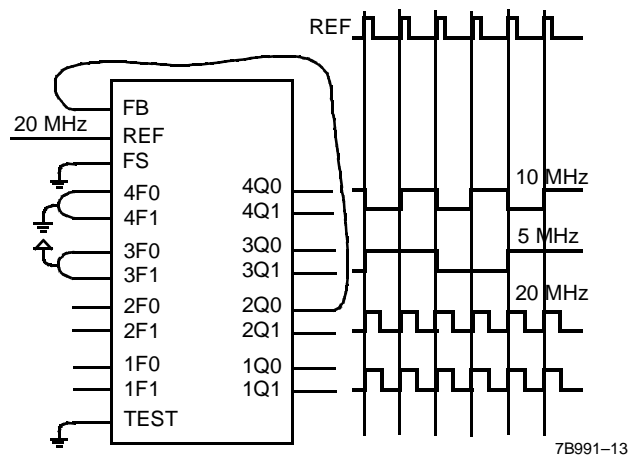 REF
FB
20 MHz
REF
FS
4F0
4Q0
10 MHz
4F1
4Q1
3F0
3Q0
5 MHz
3F1
3Q1
2F0
2Q0
20 MHz
2F1
2Q1
1F0
1Q0
1F1
1Q1
TEST
7B991–13